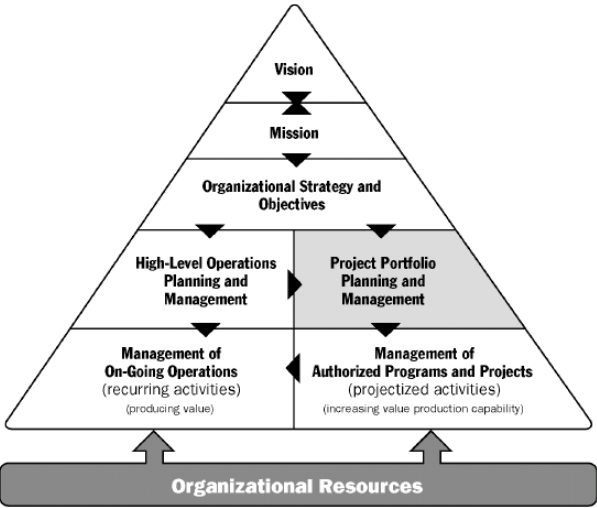 Vision
Mission
Organizational Strategy and
Objectives
High-Level Operations
Planning and
Management
Project Portfolio
Planning and
Management
Management of
On-Going Operations
(recurring activities)
(producing value)
Management of
Authorized Programs and Projects
(projectized activities)
(increasing value production capability)
Organizational Resources